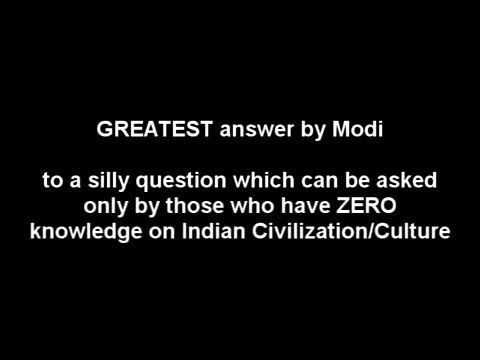 GREATEST answer by Modi
to a silly question which can be asked
only by those who have ZERO
knowledge on Indian Civilization/Culture